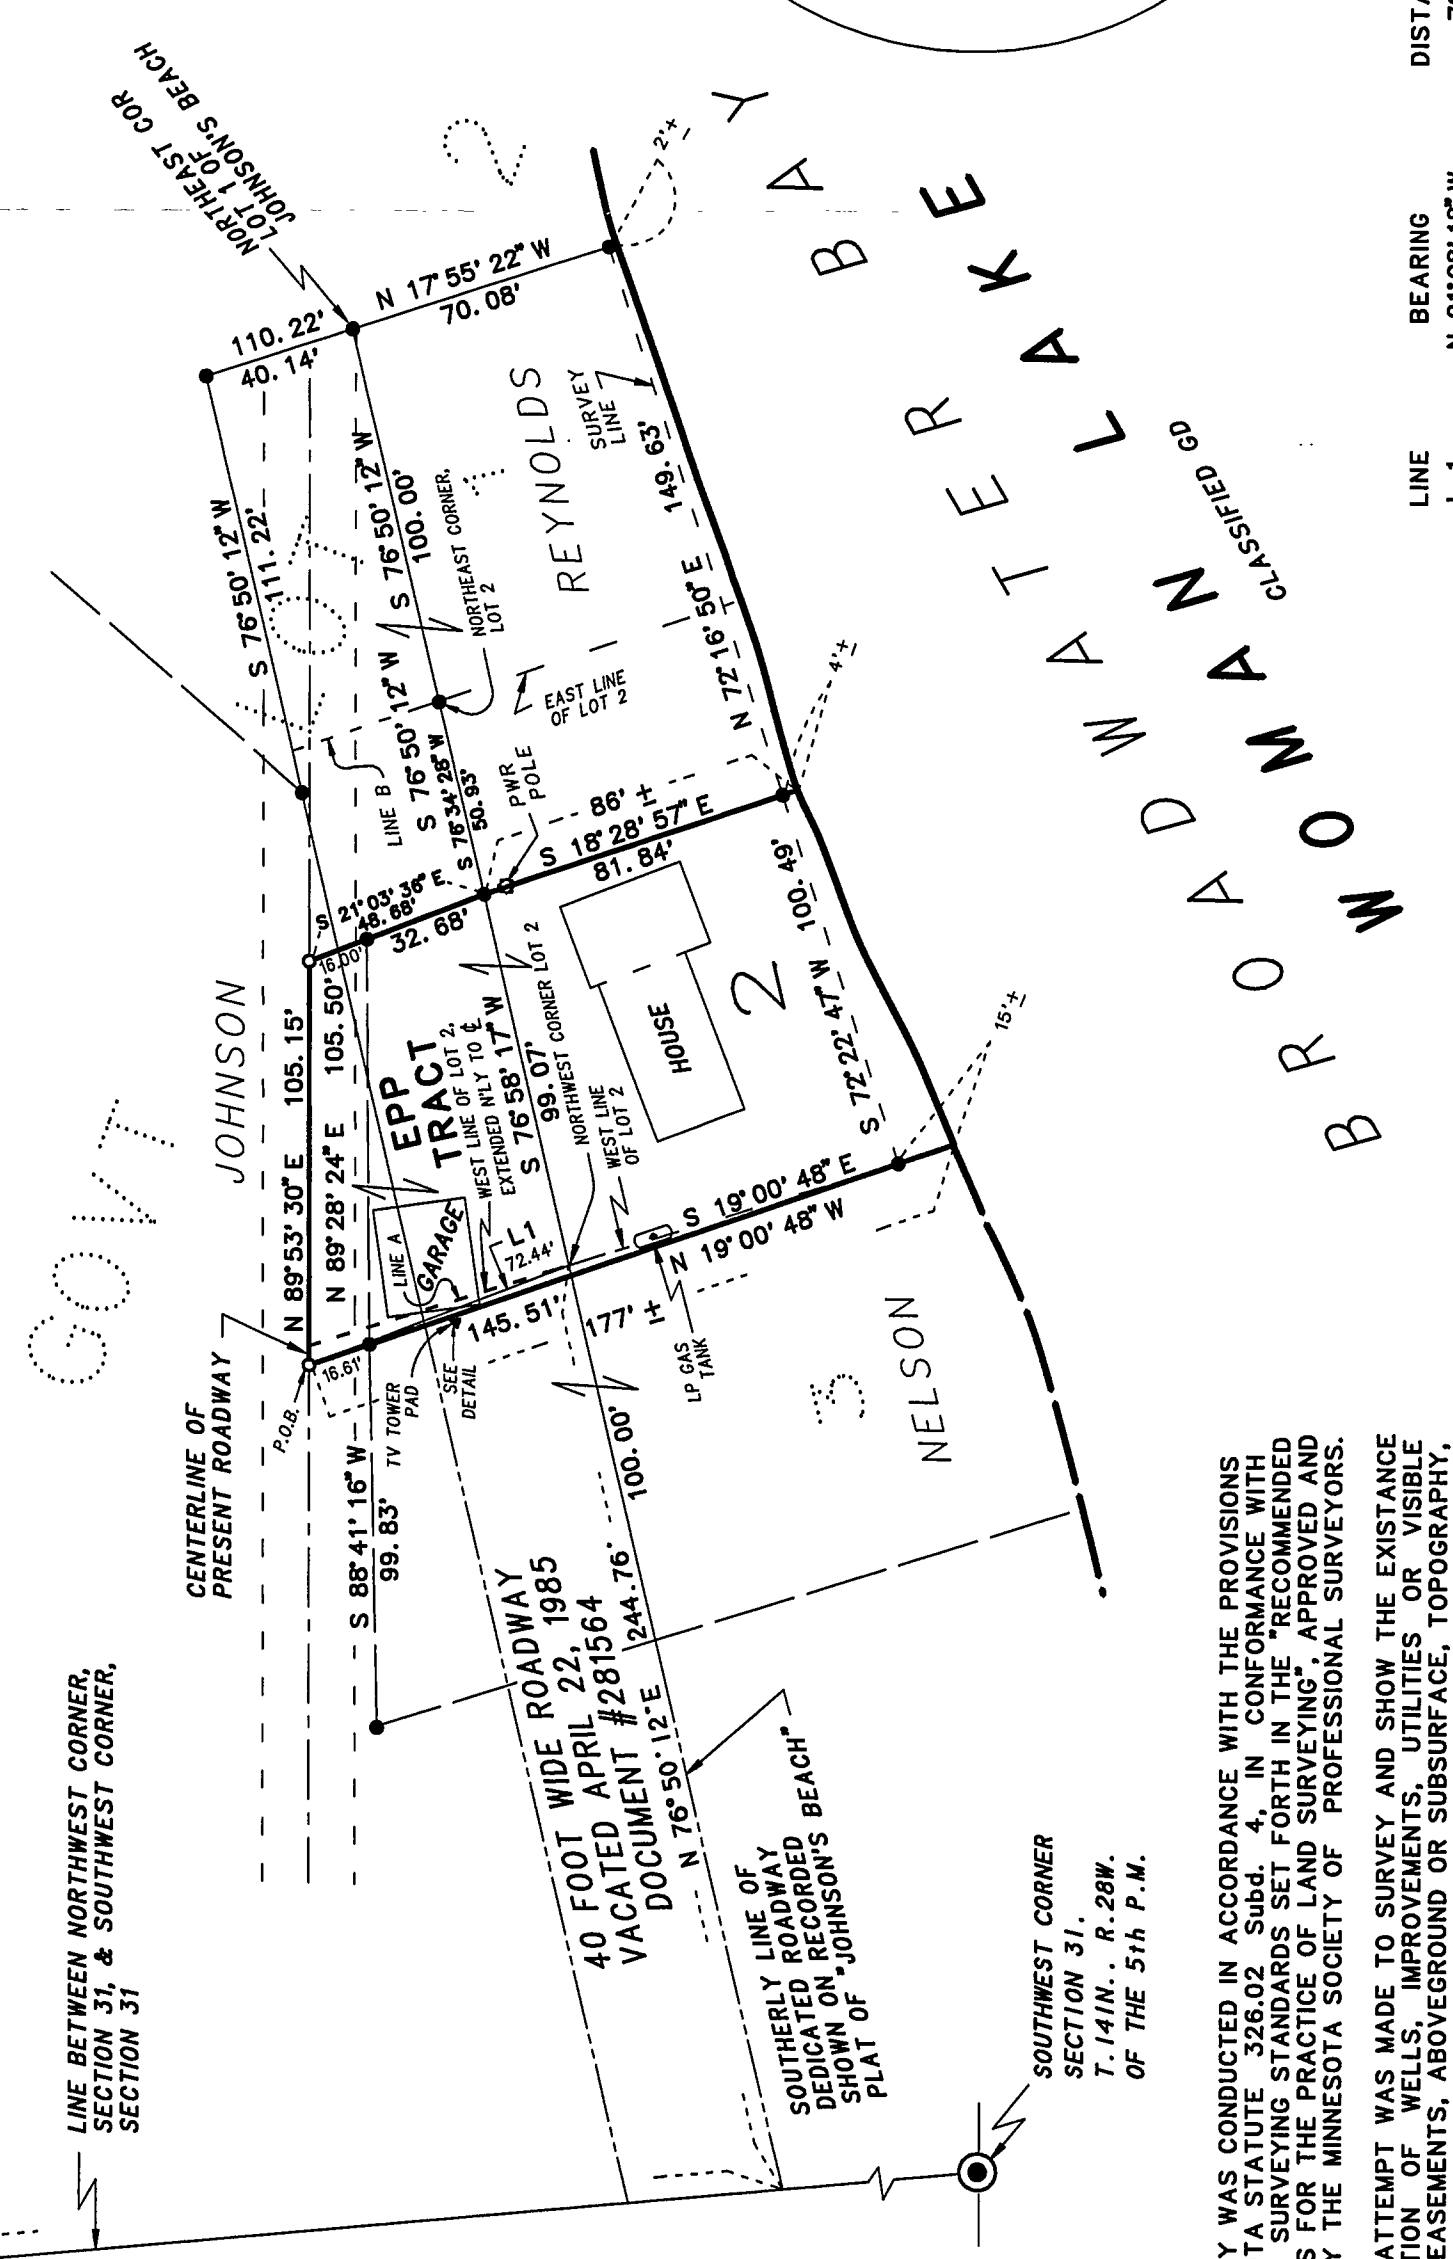 LINE BETWEEN NORTHWEST CORNER,
SECTION 31, & SOUTHWEST CORNER,
SECTION 31
CENTERLINE OF
PRESENT ROADWAY
P.O.B.
GOVT
LOT
1
JOHNSON
2
NORTHEAST COR
LOT 1 OF
JOHNSON'S BEACH
110.22'
40.14'
N 17°55'22" W
70.08'
2'±
S 76°50'12" W
111.22'
S 76°50'12" W
100.00'
NORTHEAST CORNER,
LOT 2
REYNOLDS
SURVEY
LINE
149.63'
N 72°16'50" E
EAST LINE
OF LOT 2
LINE B
S 76°50'12" W
S 76°34'28" W
50.93'
PWR
POLE
86' ±
S 18°28'57" E
81.84'
4'±
S 21°03'36" E
48.68'
32.68'
16.00'
N 89°53'30" E 105.15'
N 89°28'24" E 105.50'
EPP
TRACT
WEST LINE OF LOT 2,
EXTENDED N'LY TO ℄
S 76°58'17" W
99.07'
NORTHWEST CORNER LOT 2
WEST LINE
OF LOT 2
HOUSE
2
S 72°22'47" W 100.49'
15'±
LINE A
GARAGE
L1
72.44'
S 19°00'48" E
N 19°00'48" W
145.51'
177' ±
16.61'
TV TOWER
PAD
SEE
DETAIL
LP GAS
TANK
S 88°41'16" W
99.83'
3
NELSON
100.00'
244.76'
N 76°50'12" E
40 FOOT WIDE ROADWAY
VACATED APRIL 22, 1985
DOCUMENT #281564
SOUTHERLY LINE OF
DEDICATED ROADWAY
SHOWN ON RECORDED
PLAT OF "JOHNSON'S BEACH"
SOUTHWEST CORNER
SECTION 31.
T.141N.. R.28W.
OF THE 5th P.M.
BROADWATER BAY
WOMAN LAKE
CLASSIFIED GD
LINE BEARING DISTA
Y WAS CONDUCTED IN ACCORDANCE WITH THE PROVISIONS
TA STATUTE 326.02 Subd. 4, IN CONFORMANCE WITH
SURVEYING STANDARDS SET FORTH IN THE "RECOMMENDED
S FOR THE PRACTICE OF LAND SURVEYING", APPROVED AND
Y THE MINNESOTA SOCIETY OF PROFESSIONAL SURVEYORS.
ATTEMPT WAS MADE TO SURVEY AND SHOW THE EXISTANCE
TION OF WELLS, IMPROVEMENTS, UTILITIES OR VISIBLE
EASEMENTS, ABOVEGROUND OR SUBSURFACE, TOPOGRAPHY,